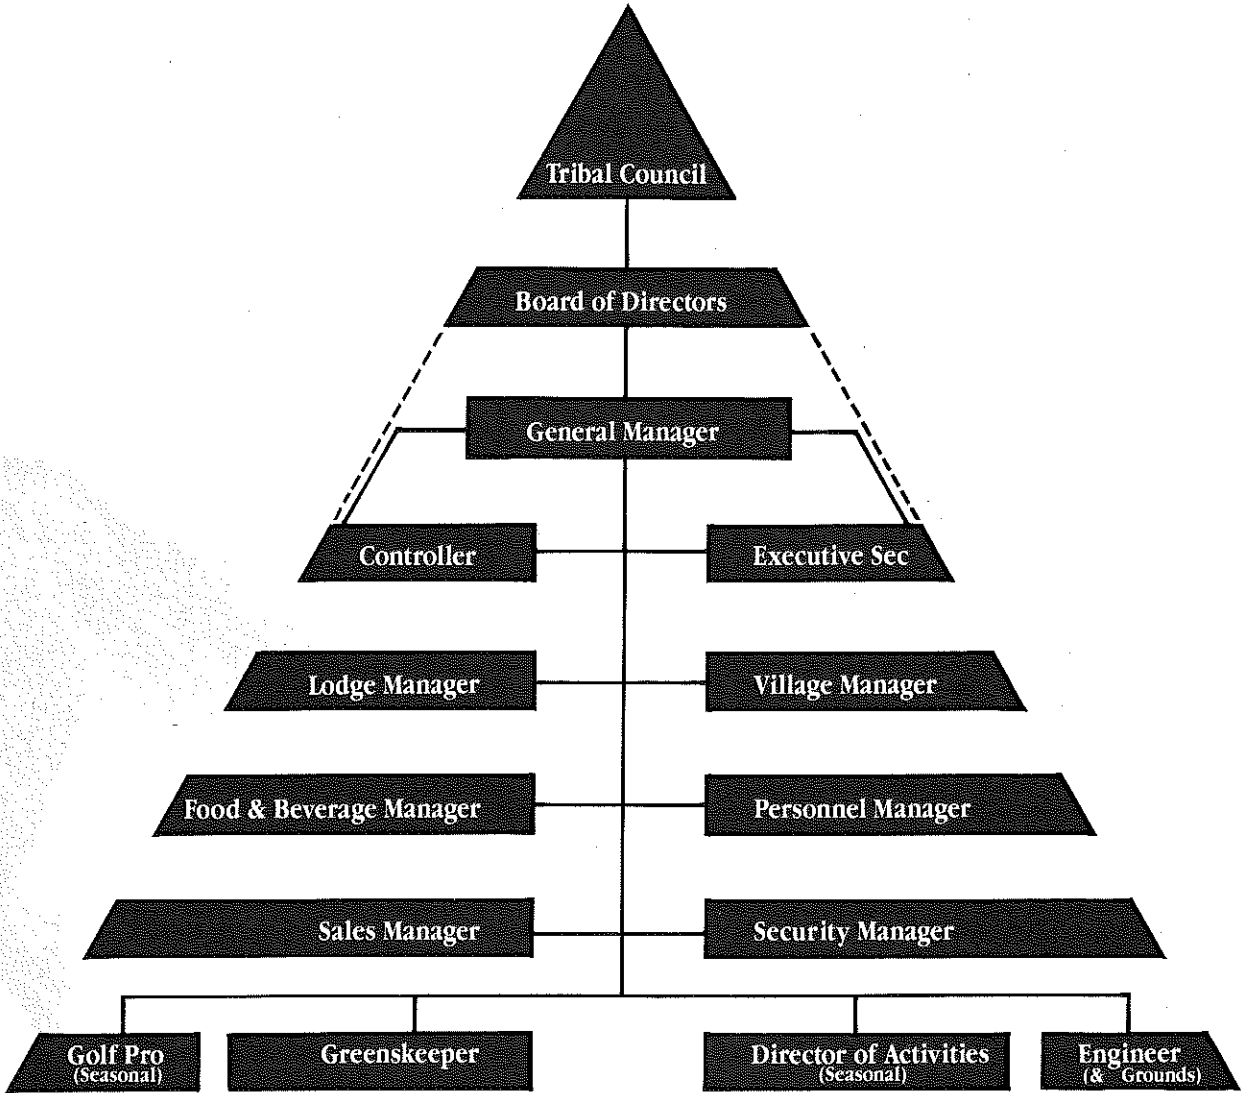 Tribal Council
Board of Directors
General Manager
Controller
Executive Sec
Lodge Manager
Village Manager
Food & Beverage Manager
Personnel Manager
Sales Manager
Security Manager
Golf Pro
(Seasonal)
Greenskeeper
Director of Activities
(Seasonal)
Engineer
(& Grounds)